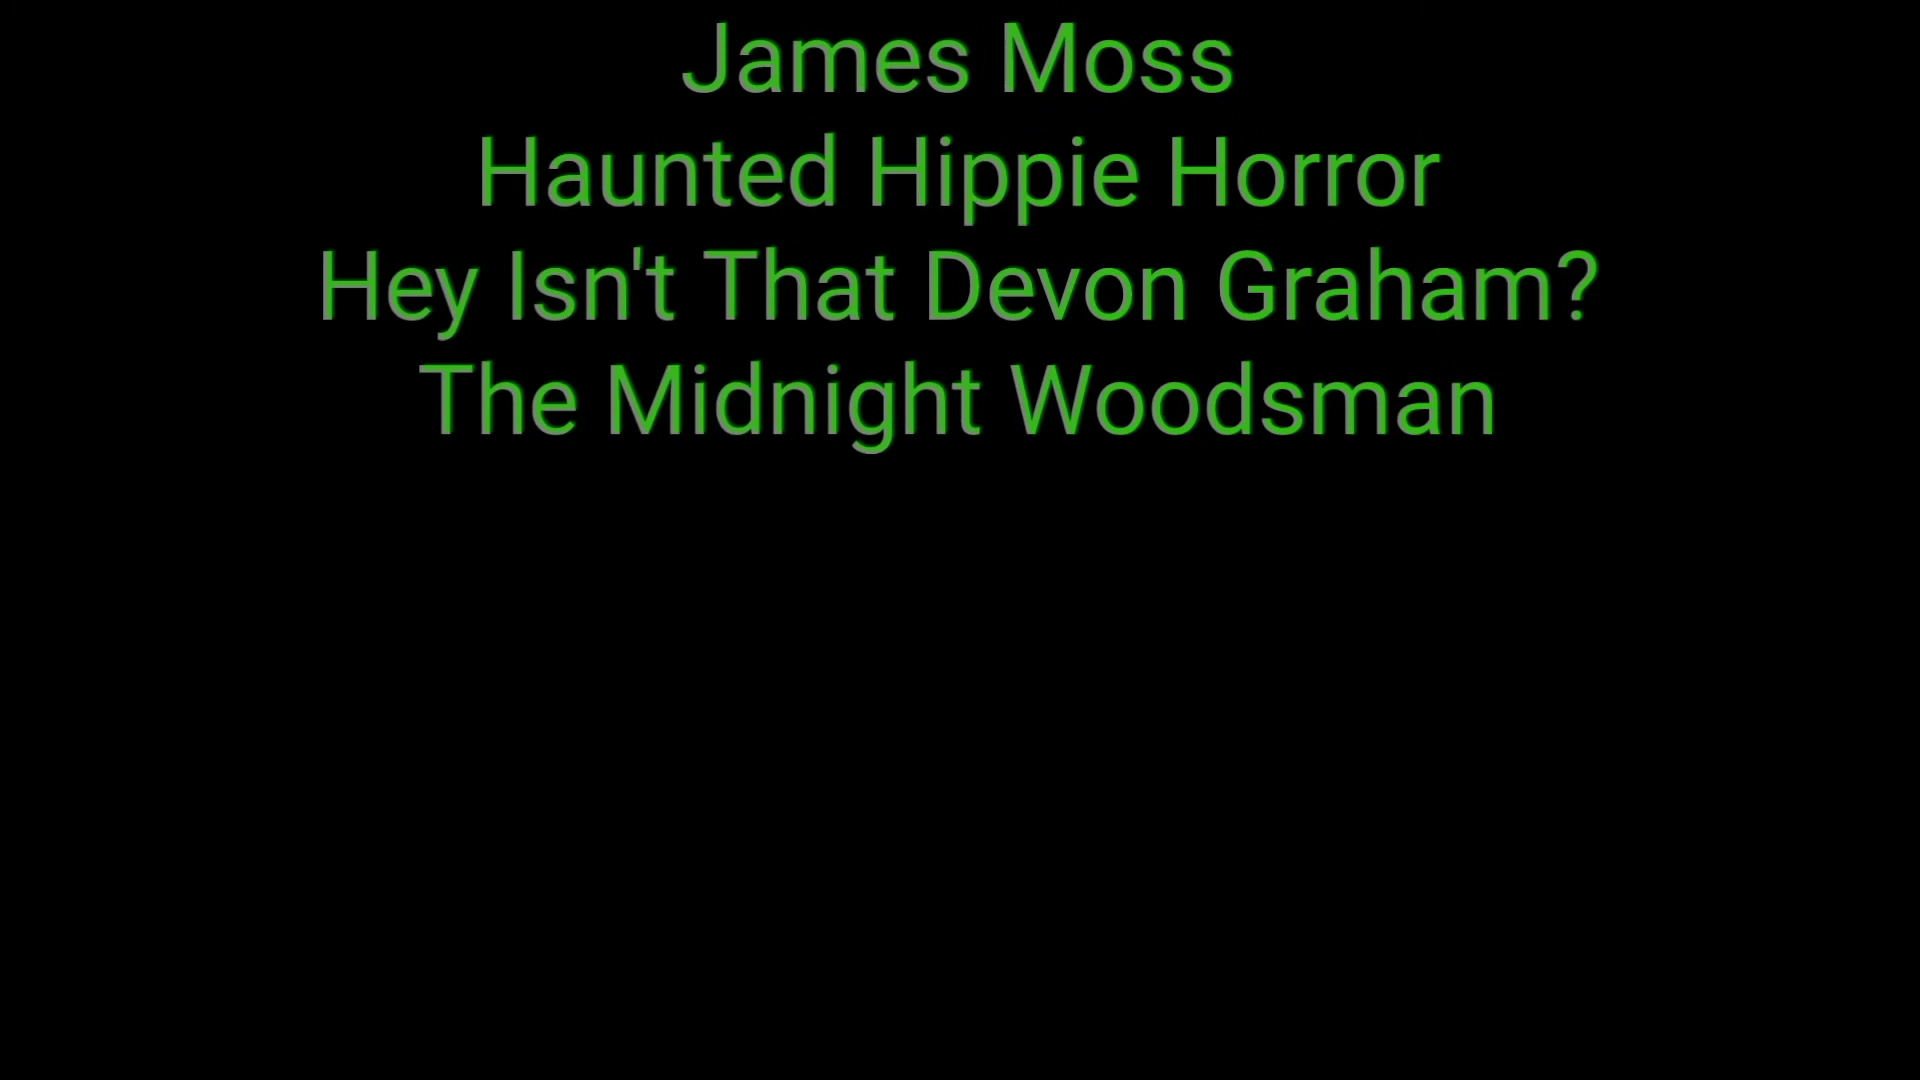 James Moss
Haunted Hippie Horror
Hey Isn't That Devon Graham?
The Midnight Woodsman